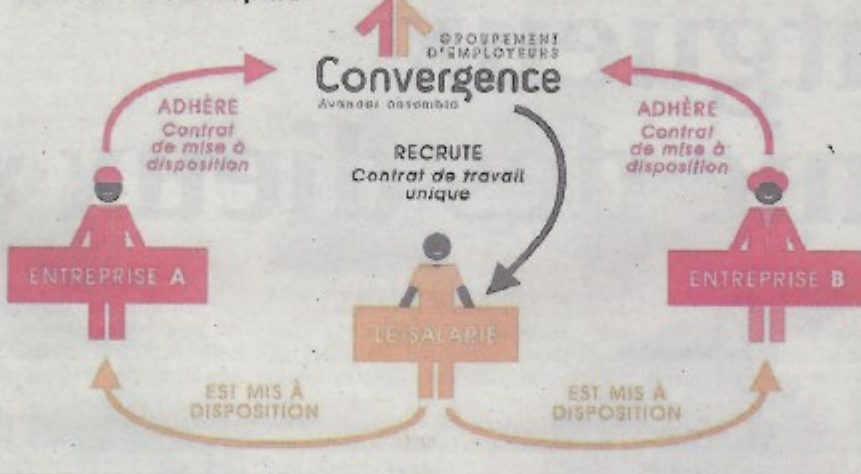 GROUPEMENT
D'EMPLOYEURS
Convergence
Avancer ensemble
ADHÈRE
Contrat
de mise à
disposition
ADHÈRE
Contrat
de mise à
disposition
RECRUTE
Contrat de travail
unique
ENTREPRISE A
ENTREPRISE B
LE SALARIÉ
EST MIS À
DISPOSITION
EST MIS À
DISPOSITION